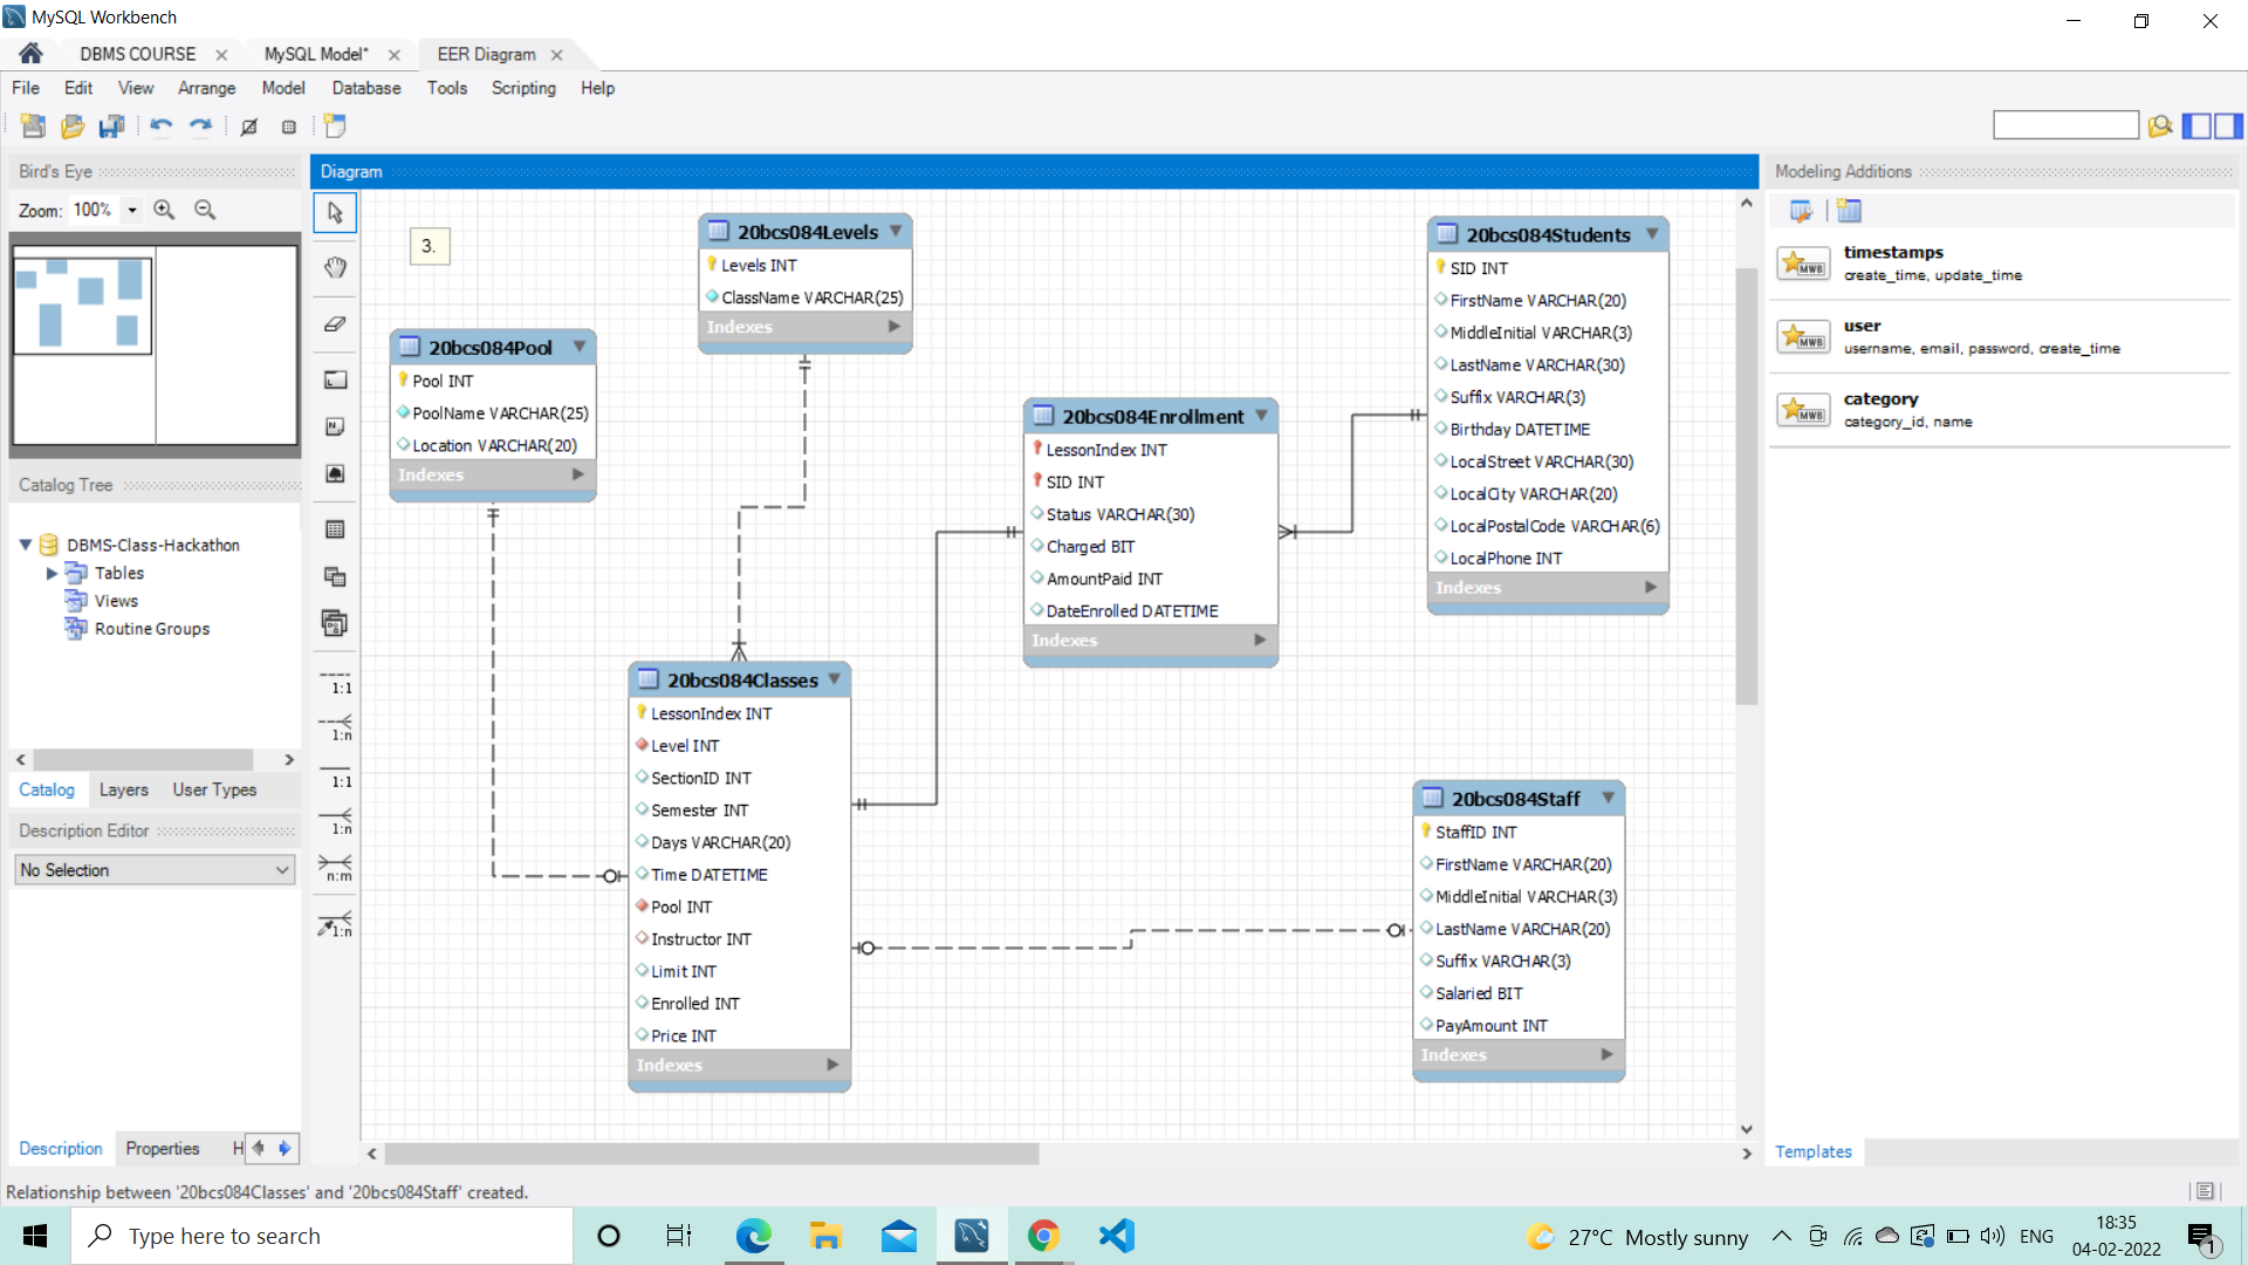 MySQL Workbench
DBMS COURSE
MySQL Model*
EER Diagram
File Edit View Arrange Model Database Tools Scripting Help
Bird's Eye
Zoom: 100%
Catalog Tree
DBMS-Class-Hackathon
Tables
Views
Routine Groups
Catalog Layers User Types
Description Editor
No Selection
Description Properties H
Diagram
1:1
1:n
1:1
1:n
n:m
1:n
3.
20bcs084Levels
Levels INT
ClassName VARCHAR(25)
Indexes
20bcs084Pool
Pool INT
PoolName VARCHAR(25)
Location VARCHAR(20)
Indexes
20bcs084Enrollment
LessonIndex INT
SID INT
Status VARCHAR(30)
Charged BIT
AmountPaid INT
DateEnrolled DATETIME
Indexes
20bcs084Students
SID INT
FirstName VARCHAR(20)
MiddleInitial VARCHAR(3)
LastName VARCHAR(30)
Suffix VARCHAR(3)
Birthday DATETIME
LocalStreet VARCHAR(30)
LocalCity VARCHAR(20)
LocalPostalCode VARCHAR(6)
LocalPhone INT
Indexes
20bcs084Classes
LessonIndex INT
Level INT
SectionID INT
Semester INT
Days VARCHAR(20)
Time DATETIME
Pool INT
Instructor INT
Limit INT
Enrolled INT
Price INT
Indexes
20bcs084Staff
StaffID INT
FirstName VARCHAR(20)
MiddleInitial VARCHAR(3)
LastName VARCHAR(20)
Suffix VARCHAR(3)
Salaried BIT
PayAmount INT
Indexes
Modeling Additions
MWB
timestamps
create_time, update_time
MWB
user
username, email, password, create_time
MWB
category
category_id, name
Templates
Relationship between '20bcs084Classes' and '20bcs084Staff' created.
Type here to search
27°C Mostly sunny
ENG
18:35
04-02-2022
1